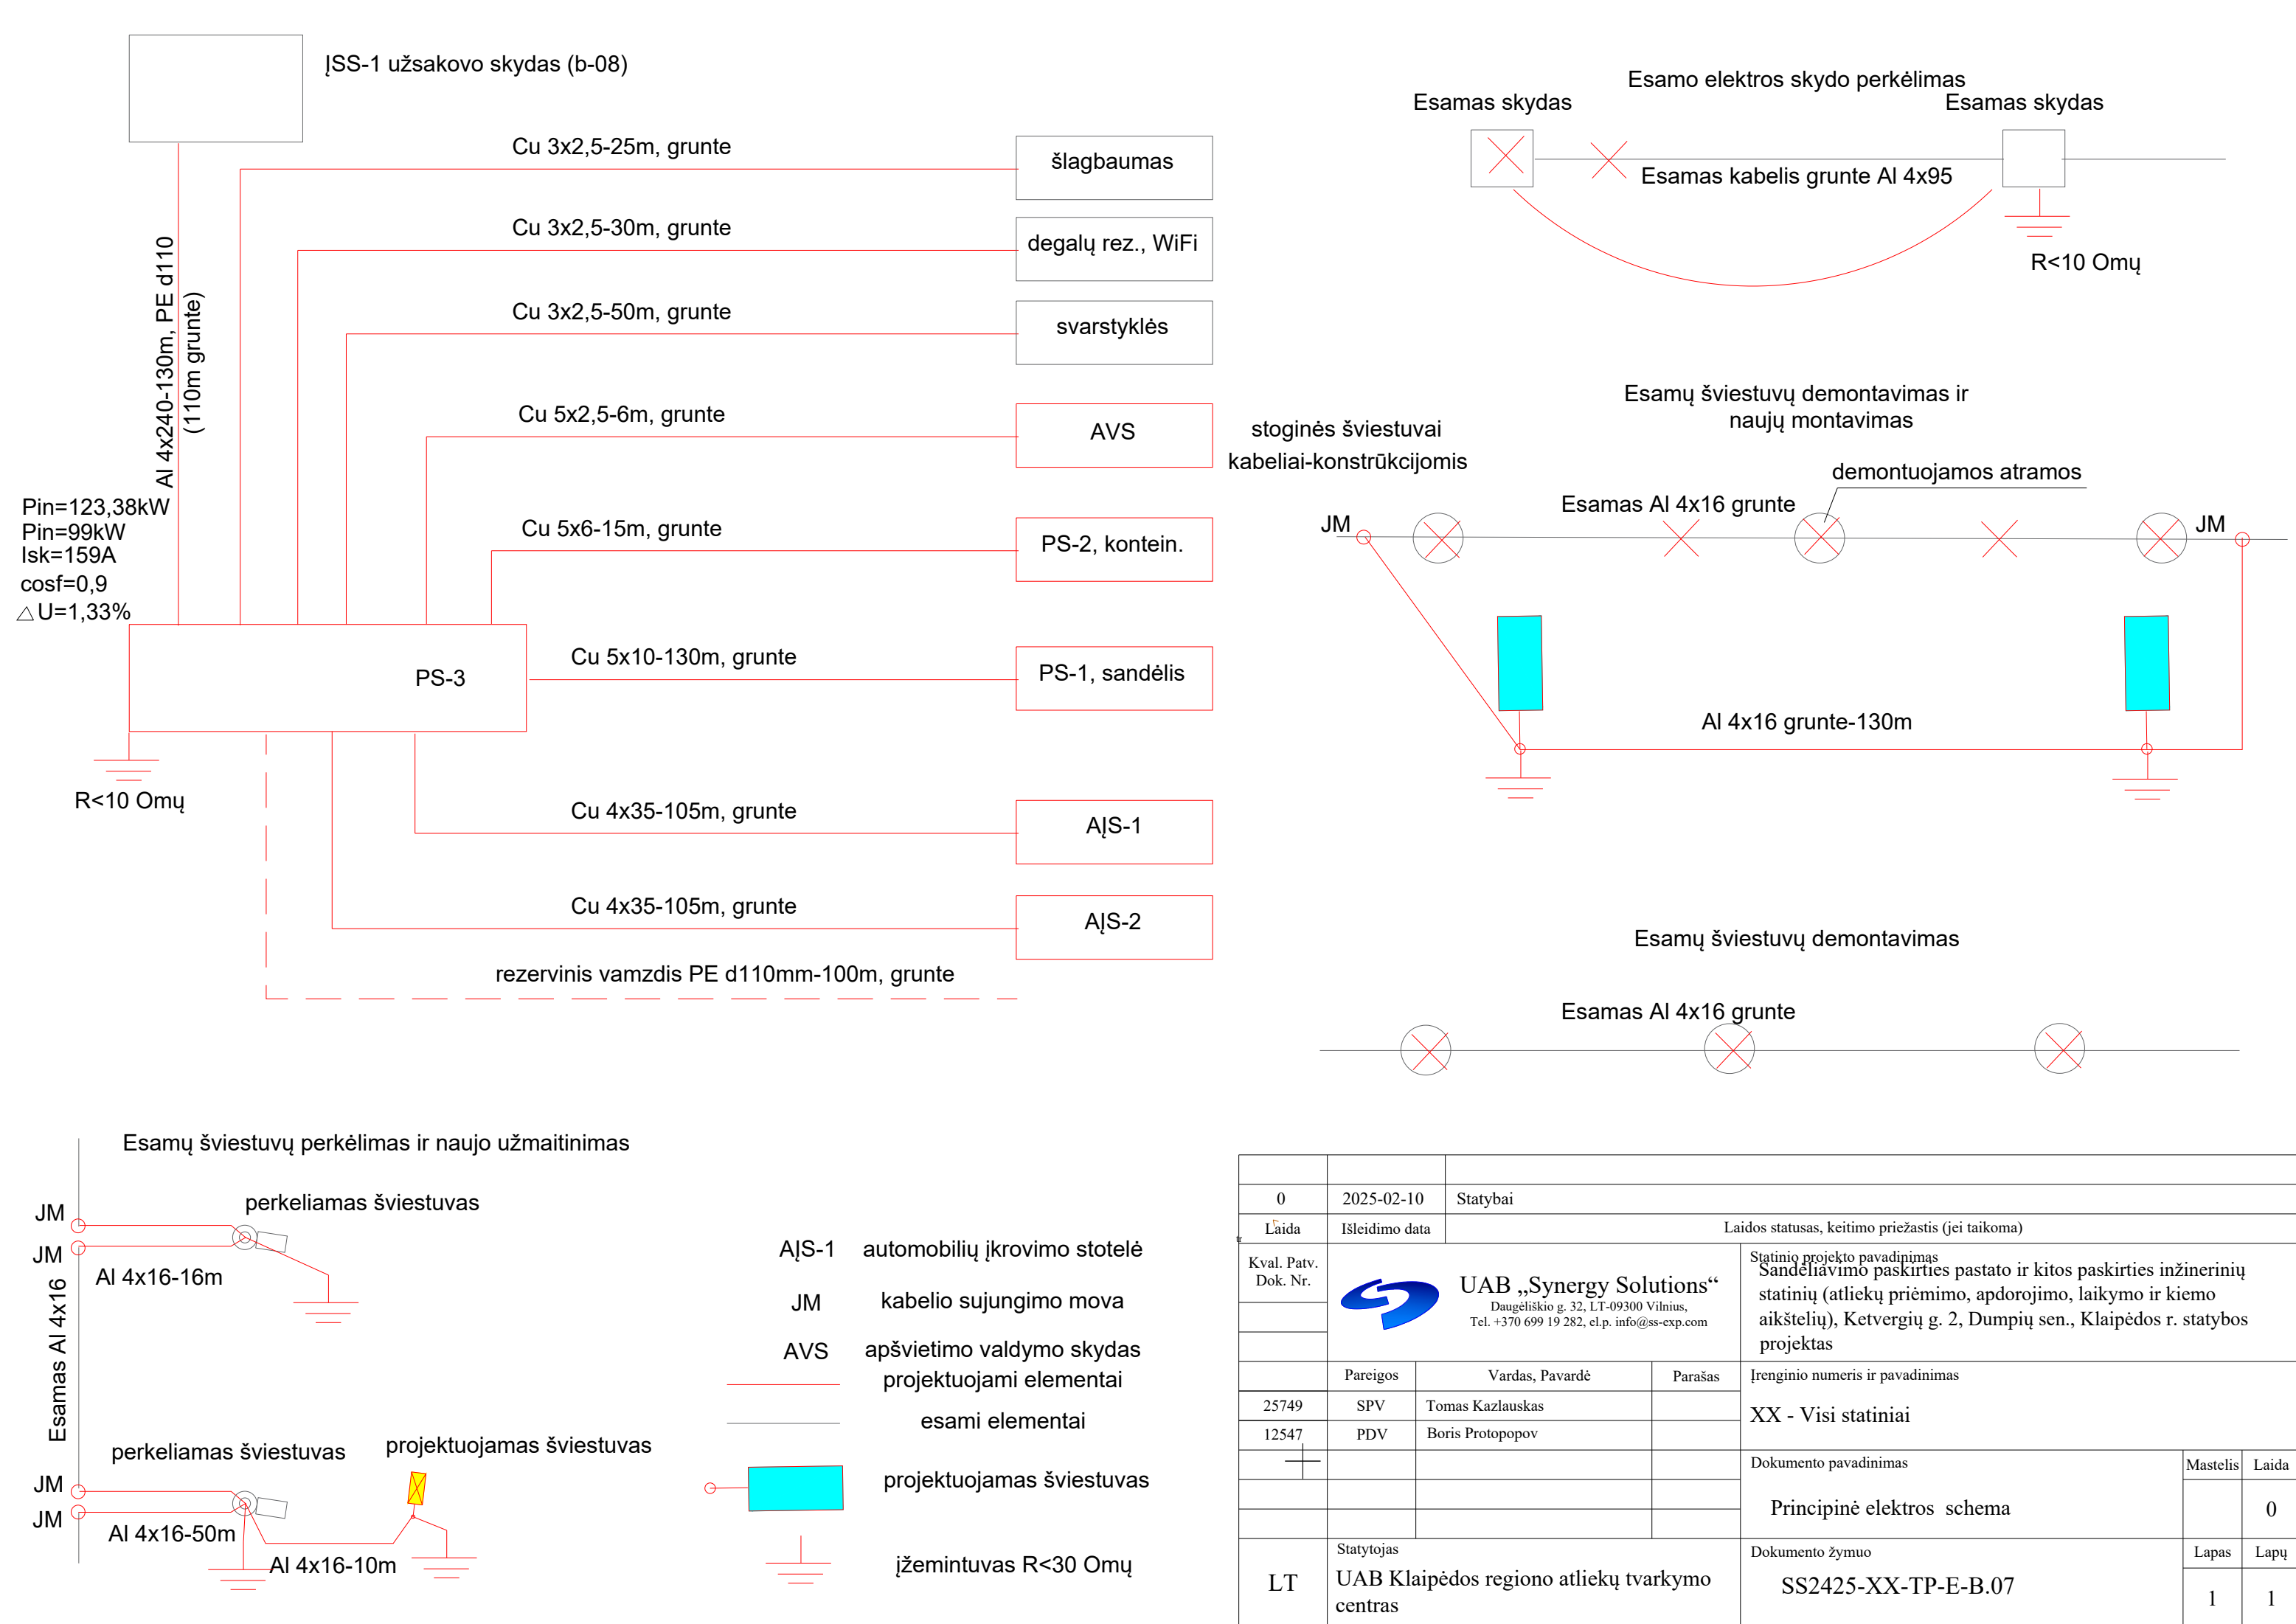 ĮSS-1 užsakovo skydas (b-08)
Cu 3x2,5-25m, grunte
šlagbaumas
Cu 3x2,5-30m, grunte
degalų rez., WiFi
Cu 3x2,5-50m, grunte
svarstyklės
Al 4x240-130m, PE d110
(110m grunte)
Cu 5x2,5-6m, grunte
AVS
Pin=123,38kW
Pin=99kW
Isk=159A
cosf=0,9
△U=1,33%
Cu 5x6-15m, grunte
PS-2, kontein.
PS-3
Cu 5x10-130m, grunte
PS-1, sandėlis
R<10 Omų
Cu 4x35-105m, grunte
AĮS-1
Cu 4x35-105m, grunte
AĮS-2
rezervinis vamzdis PE d110mm-100m, grunte
Esamo elektros skydo perkėlimas
Esamas skydas
Esamas skydas
Esamas kabelis grunte Al 4x95
R<10 Omų
Esamų šviestuvų demontavimas ir
naujų montavimas
stoginės šviestuvai
kabeliai-konstrūkcijomis
demontuojamos atramos
Esamas Al 4x16 grunte
JM
JM
Al 4x16 grunte-130m
Esamų šviestuvų demontavimas
Esamas Al 4x16 grunte
Esamų šviestuvų perkėlimas ir naujo užmaitinimas
perkeliamas šviestuvas
JM
JM
Al 4x16-16m
Esamas Al 4x16
perkeliamas šviestuvas
projektuojamas šviestuvas
JM
JM
Al 4x16-50m
Al 4x16-10m
AĮS-1 automobilių įkrovimo stotelė
JM kabelio sujungimo mova
AVS apšvietimo valdymo skydas
projektuojami elementai
esami elementai
projektuojamas šviestuvas
įžemintuvas R<30 Omų
0 2025-02-10 Statybai
Laida Išleidimo data Laidos statusas, keitimo priežastis (jei taikoma)
Kval. Patv.
Dok. Nr.
UAB „Synergy Solutions“
Daugėliškio g. 32, LT-09300 Vilnius,
Tel. +370 699 19 282, el.p. info@ss-exp.com
Statinio projekto pavadinimas
Sandėliavimo paskirties pastato ir kitos paskirties inžinerinių
statinių (atliekų priėmimo, apdorojimo, laikymo ir kiemo
aikštelių), Ketvergių g. 2, Dumpių sen., Klaipėdos r. statybos
projektas
Pareigos Vardas, Pavardė Parašas
25749 SPV Tomas Kazlauskas
12547 PDV Boris Protopopov
Įrenginio numeris ir pavadinimas
XX - Visi statiniai
Dokumento pavadinimas
Mastelis Laida
Principinė elektros schema
0
LT
Statytojas
UAB Klaipėdos regiono atliekų tvarkymo
centras
Dokumento žymuo
SS2425-XX-TP-E-B.07
Lapas Lapų
1 1